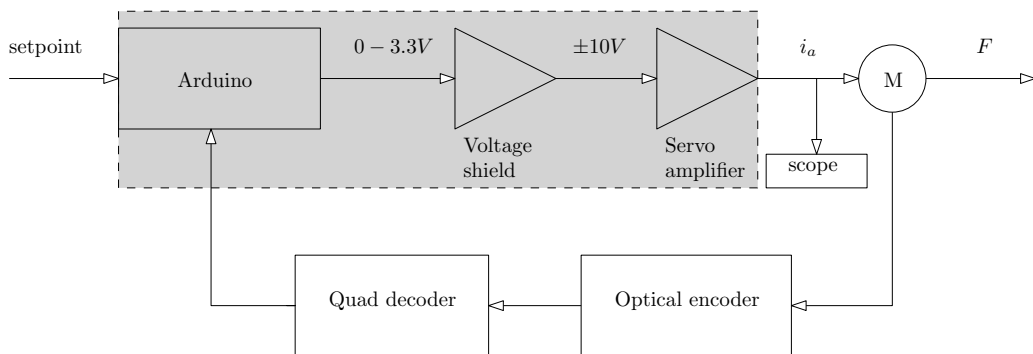 setpoint
Arduino
0 − 3.3V
±10V
i_a
F
M
Voltage
shield
Servo
amplifier
scope
Quad decoder
Optical encoder